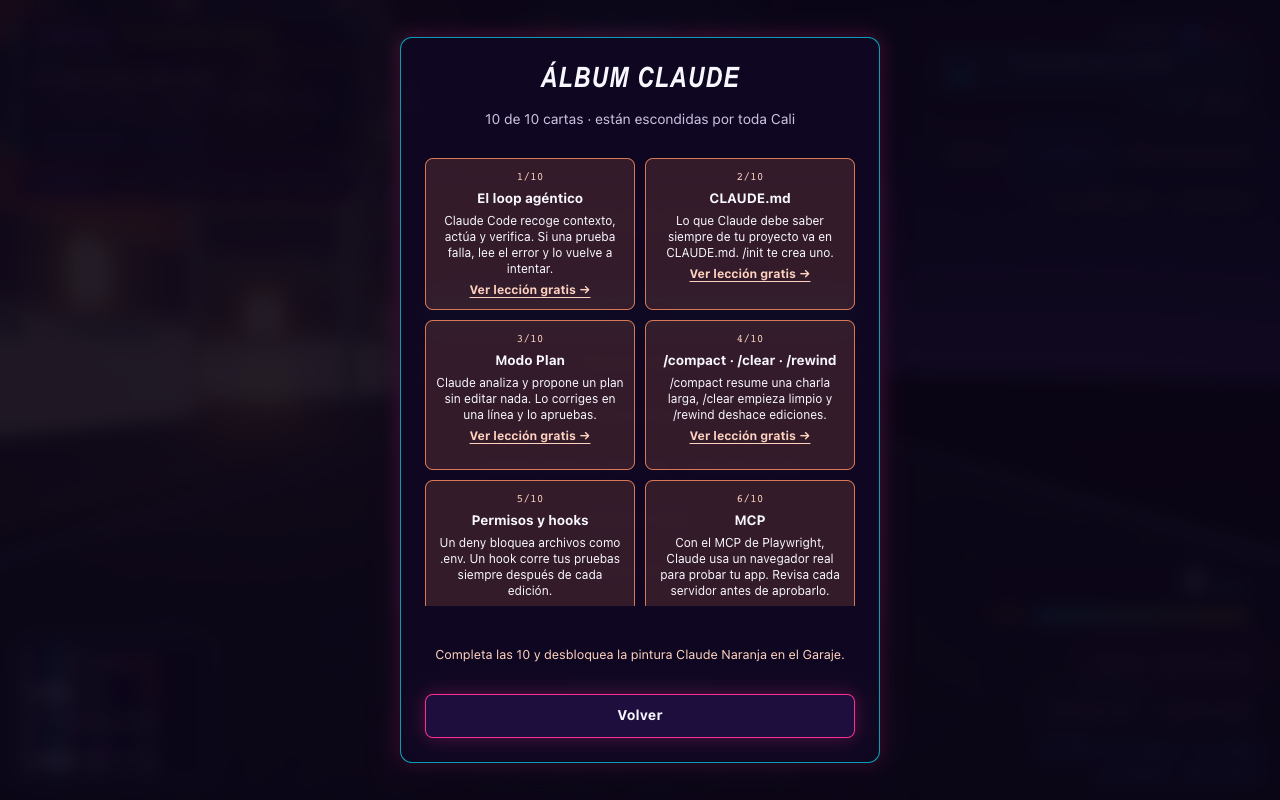 ÁLBUM CLAUDE
10 de 10 cartas · están escondidas por toda Cali
1/10
El loop agéntico
Claude Code recoge contexto,
actúa y verifica. Si una prueba
falla, lee el error y lo vuelve a
intentar.
Ver lección gratis →
2/10
CLAUDE.md
Lo que Claude debe saber
siempre de tu proyecto va en
CLAUDE.md. /init te crea uno.
Ver lección gratis →
3/10
Modo Plan
Claude analiza y propone un plan
sin editar nada. Lo corriges en
una línea y lo apruebas.
Ver lección gratis →
4/10
/compact · /clear · /rewind
/compact resume una charla
larga, /clear empieza limpio y
/rewind deshace ediciones.
Ver lección gratis →
5/10
Permisos y hooks
Un deny bloquea archivos como
.env. Un hook corre tus pruebas
siempre después de cada
edición.
6/10
MCP
Con el MCP de Playwright,
Claude usa un navegador real
para probar tu app. Revisa cada
servidor antes de aprobarlo.
Completa las 10 y desbloquea la pintura Claude Naranja en el Garaje.
Volver